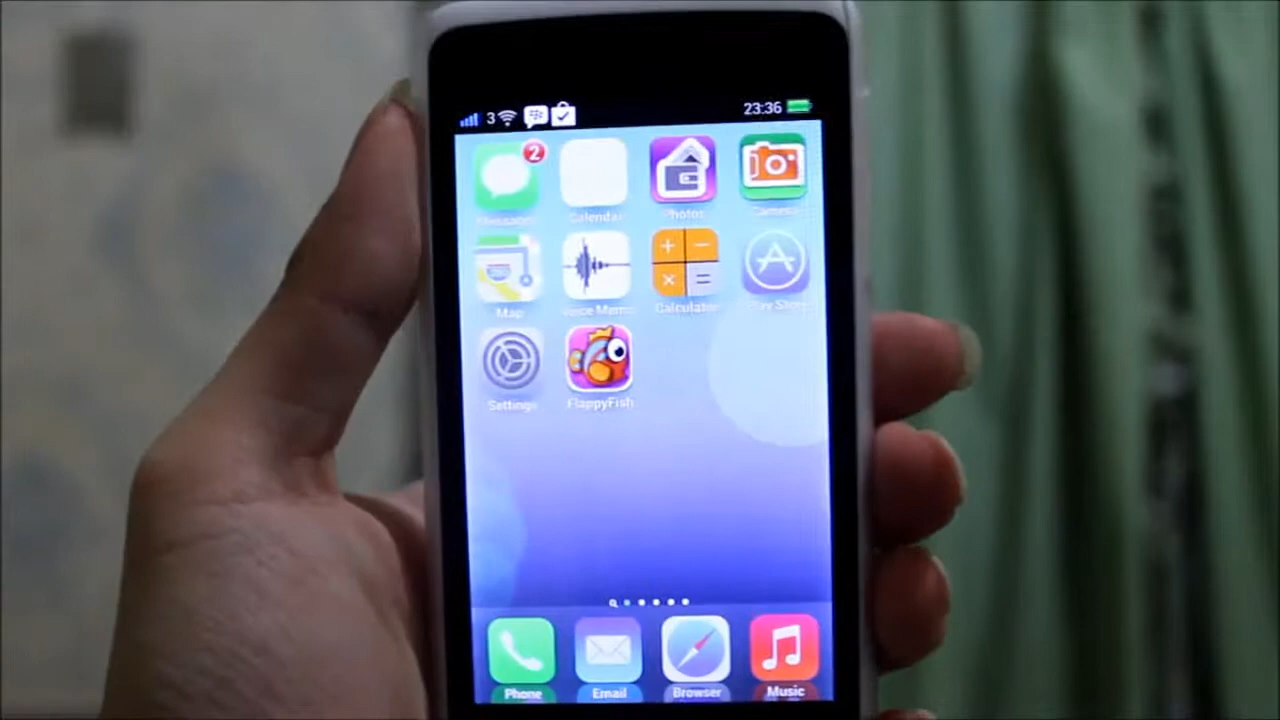 3 23:36
2
Messages Calendar Photos Camera
Map Voice Memo Calculator Play Store
Settings FlappyFish
Phone Email Browser Music